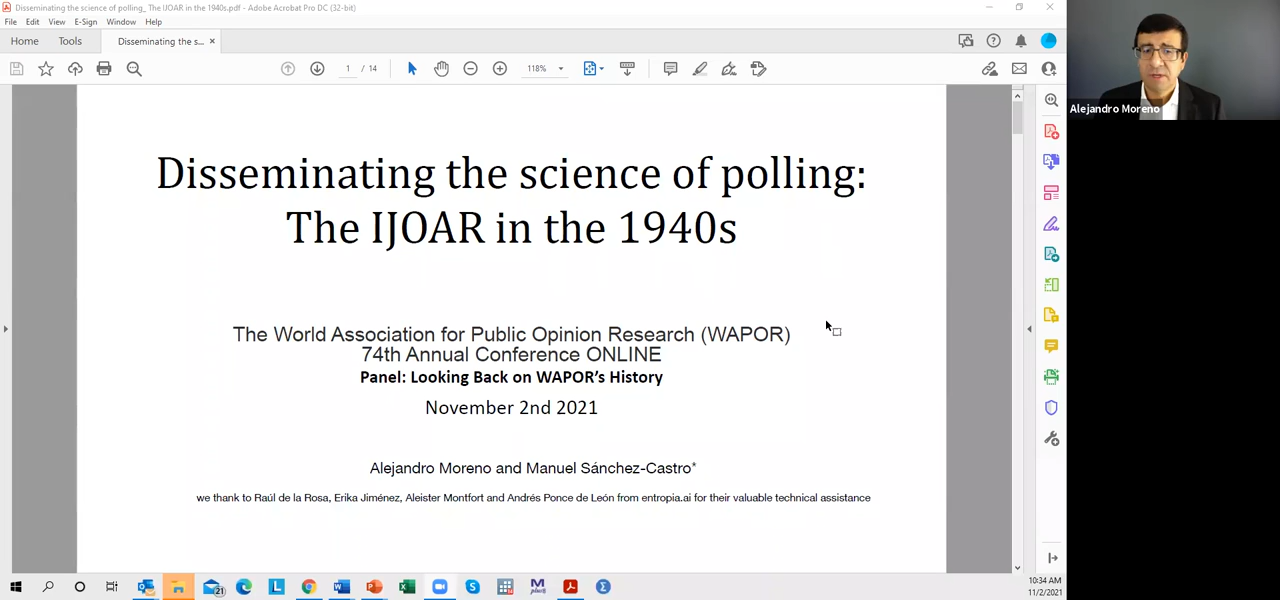 Disseminating the science of polling_ The IJOAR in the 1940s.pdf - Adobe Acrobat Pro DC (32-bit)
File Edit View E-Sign Window Help
Home Tools Disseminating the s... ×
1 / 14 118%
Disseminating the science of polling:
The IJOAR in the 1940s
The World Association for Public Opinion Research (WAPOR)
74th Annual Conference ONLINE
Panel: Looking Back on WAPOR's History
November 2nd 2021
Alejandro Moreno and Manuel Sánchez-Castro*
we thank to Raúl de la Rosa, Erika Jiménez, Aleister Montfort and Andrés Ponce de León from entropia.ai for their valuable technical assistance
Alejandro Moreno
21
10:34 AM
11/2/2021